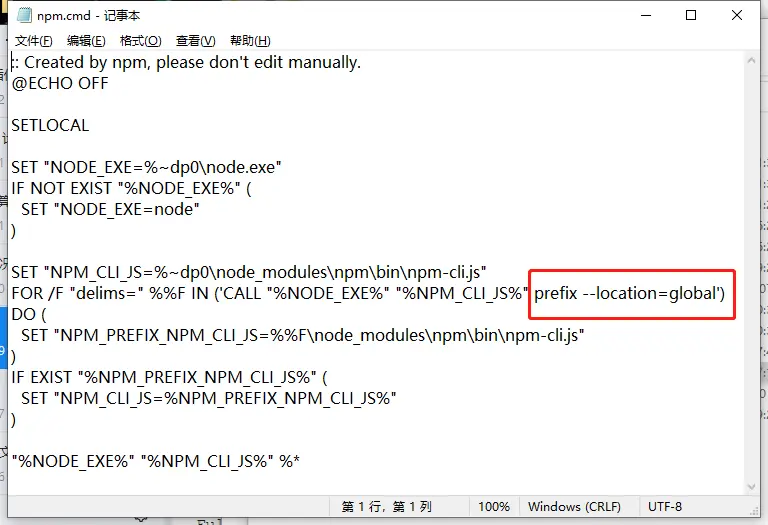 npm.cmd - 记事本
文件(F) 编辑(E) 格式(O) 查看(V) 帮助(H)
:: Created by npm, please don't edit manually.
@ECHO OFF
SETLOCAL
SET "NODE_EXE=%~dp0\node.exe"
IF NOT EXIST "%NODE_EXE%" (
  SET "NODE_EXE=node"
)
SET "NPM_CLI_JS=%~dp0\node_modules\npm\bin\npm-cli.js"
FOR /F "delims=" %%F IN ('CALL "%NODE_EXE%" "%NPM_CLI_JS%" prefix --location=global')
DO (
  SET "NPM_PREFIX_NPM_CLI_JS=%%F\node_modules\npm\bin\npm-cli.js"
)
IF EXIST "%NPM_PREFIX_NPM_CLI_JS%" (
  SET "NPM_CLI_JS=%NPM_PREFIX_NPM_CLI_JS%"
)
"%NODE_EXE%" "%NPM_CLI_JS%" %*
第 1 行，第 1 列 100% Windows (CRLF) UTF-8